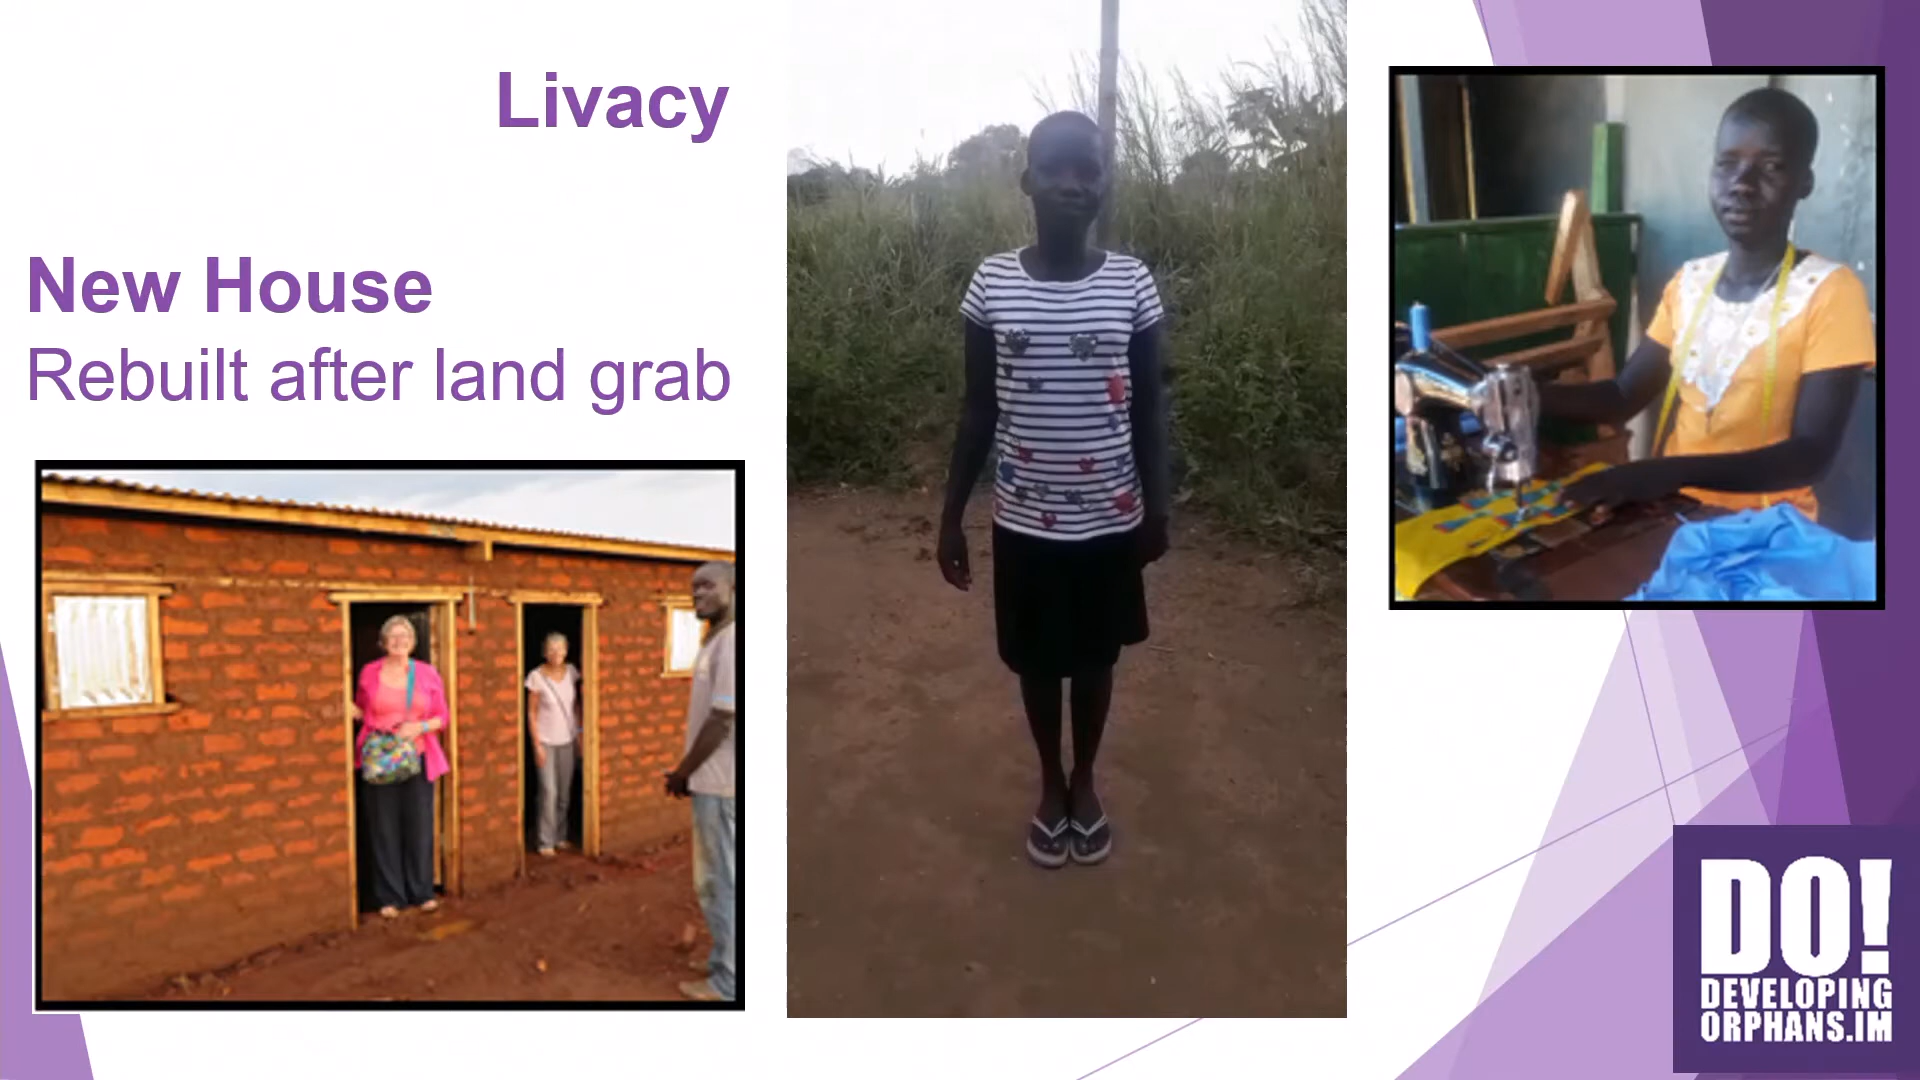 Livacy
New House
Rebuilt after land grab
DO!
DEVELOPING
ORPHANS.IM